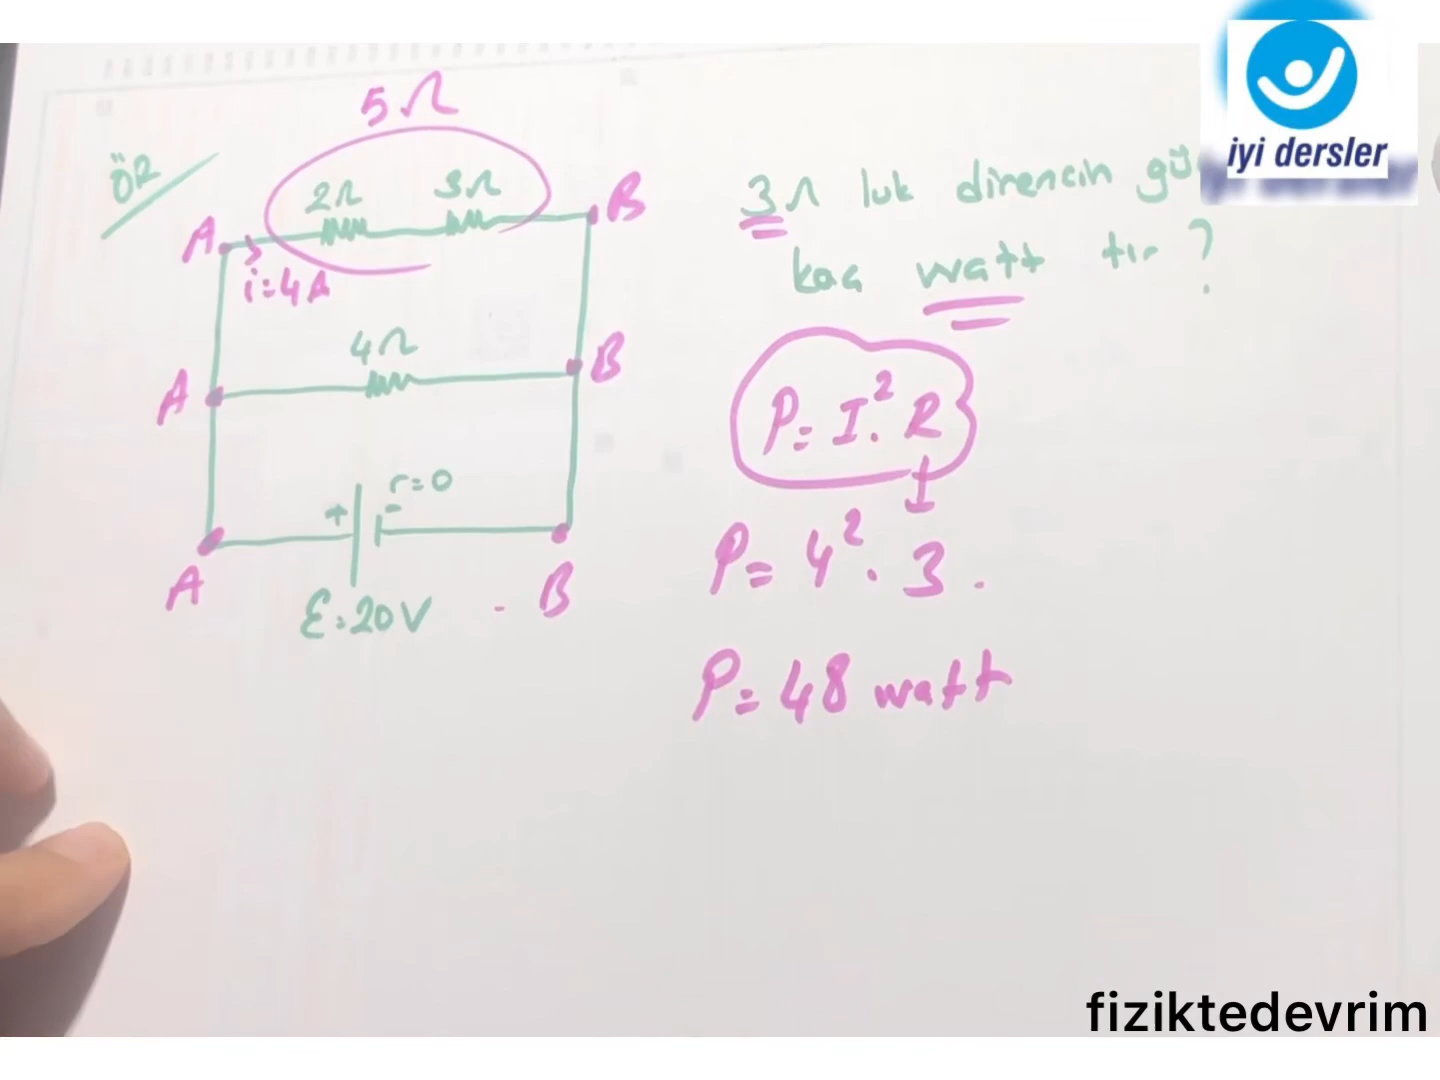 iyi dersler
ÖR
5Ω
2Ω 3Ω
A B
i=4A
4Ω
A B
+ - r=0
A B
ε=20V
3Ω luk direncin
kaç watt tır ?
P=I².R
P=4².3.
P=48 watt
fiziktedevrim